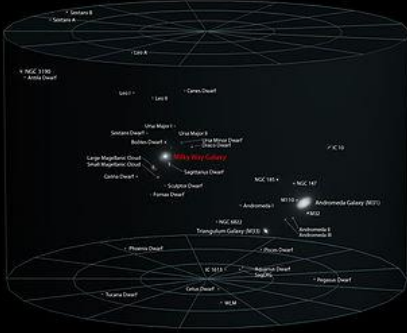 Sextans B
Sextans A
Leo A
NGC 3190
Antlia Dwarf
Leo I
Leo II
Canes Dwarf
Ursa Major I
Sextans Dwarf
Ursa Major II
Bootes Dwarf
Ursa Minor Dwarf
Draco Dwarf
IC 10
Milky Way Galaxy
Large Magellanic Cloud
Small Magellanic Cloud
Sagittarius Dwarf
Carina Dwarf
Sculptor Dwarf
Fornax Dwarf
NGC 185
NGC 147
M110
Andromeda Galaxy (M31)
Andromeda I
M32
NGC 6822
Triangulum Galaxy (M33)
Andromeda II
Andromeda III
Phoenix Dwarf
Pisces Dwarf
IC 1613
Aquarius Dwarf
SagDIG
Cetus Dwarf
Pegasus Dwarf
Tucana Dwarf
WLM